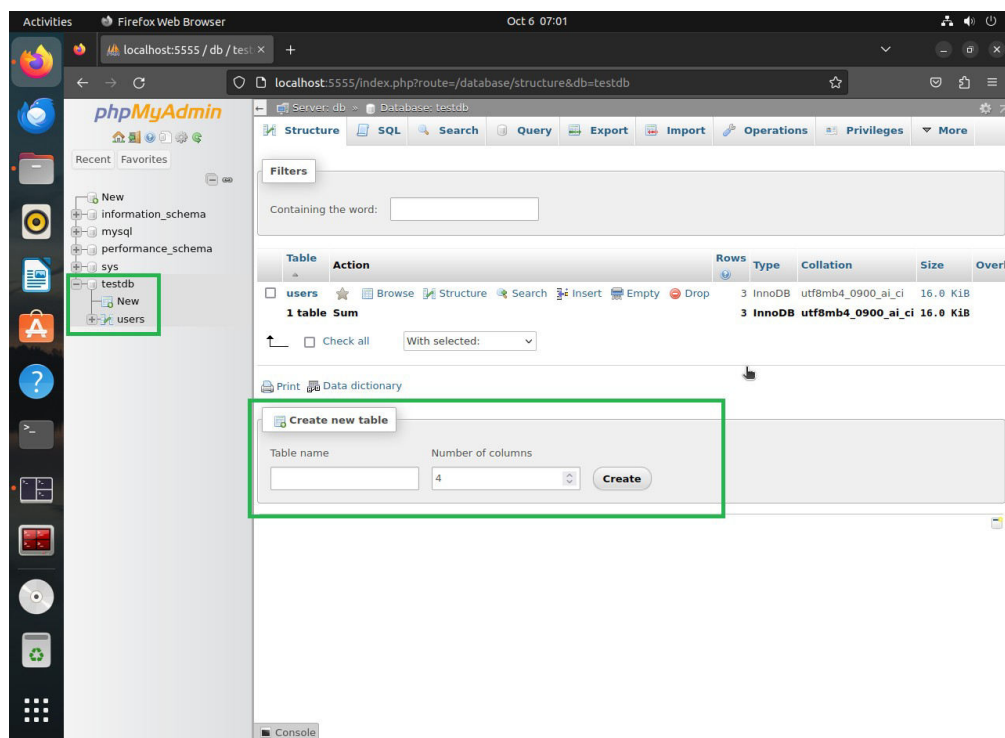 Activities Firefox Web Browser Oct 6 07:01
localhost:5555 / db / test
localhost:5555/index.php?route=/database/structure&db=testdb
phpMyAdmin
Recent Favorites
New
information_schema
mysql
performance_schema
sys
testdb
New
users
Server: db » Database: testdb
Structure SQL Search Query Export Import Operations Privileges More
Filters
Containing the word:
Table Action Rows Type Collation Size Over
users Browse Structure Search Insert Empty Drop 3 InnoDB utf8mb4_0900_ai_ci 16.0 KiB
1 table Sum 3 InnoDB utf8mb4_0900_ai_ci 16.0 KiB
Check all With selected:
Print Data dictionary
Create new table
Table name Number of columns
4 Create
Console